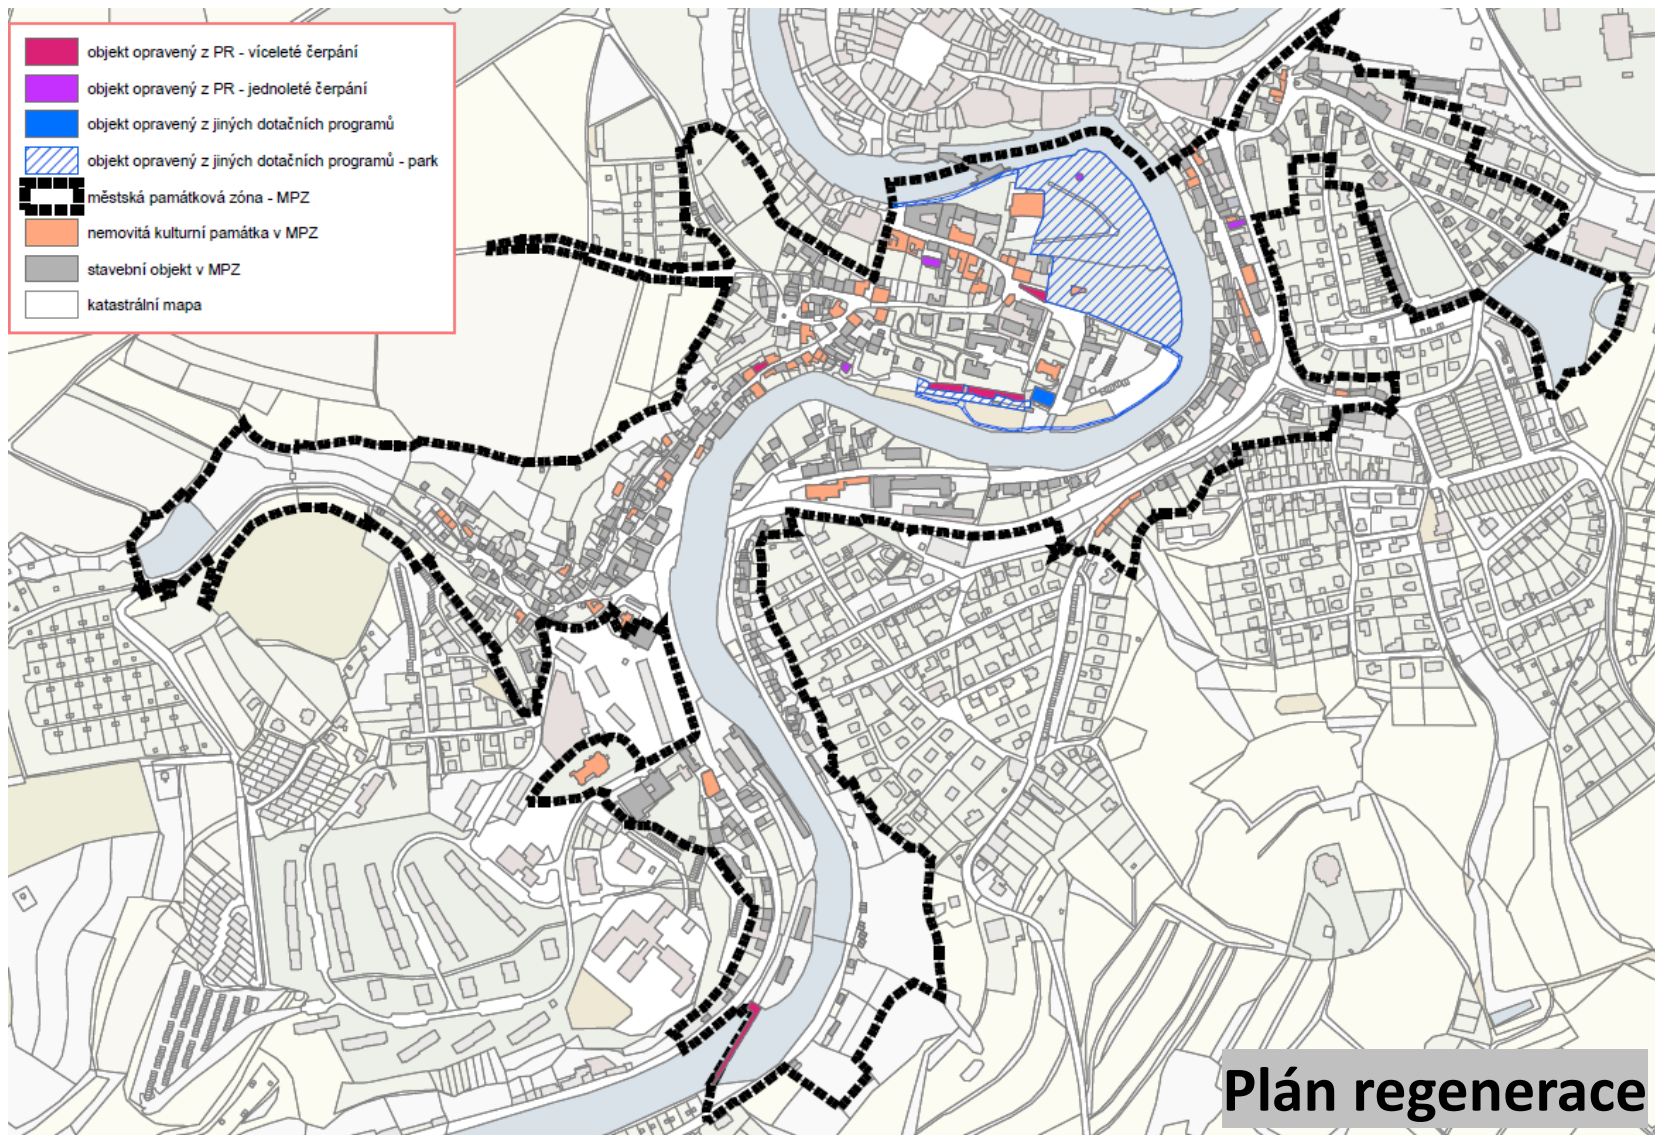 objekt opravený z PR - víceleté čerpání
objekt opravený z PR - jednoleté čerpání
objekt opravený z jiných dotačních programů
objekt opravený z jiných dotačních programů - park
městská památková zóna - MPZ
nemovitá kulturní památka v MPZ
stavební objekt v MPZ
katastrální mapa
Plán regenerace